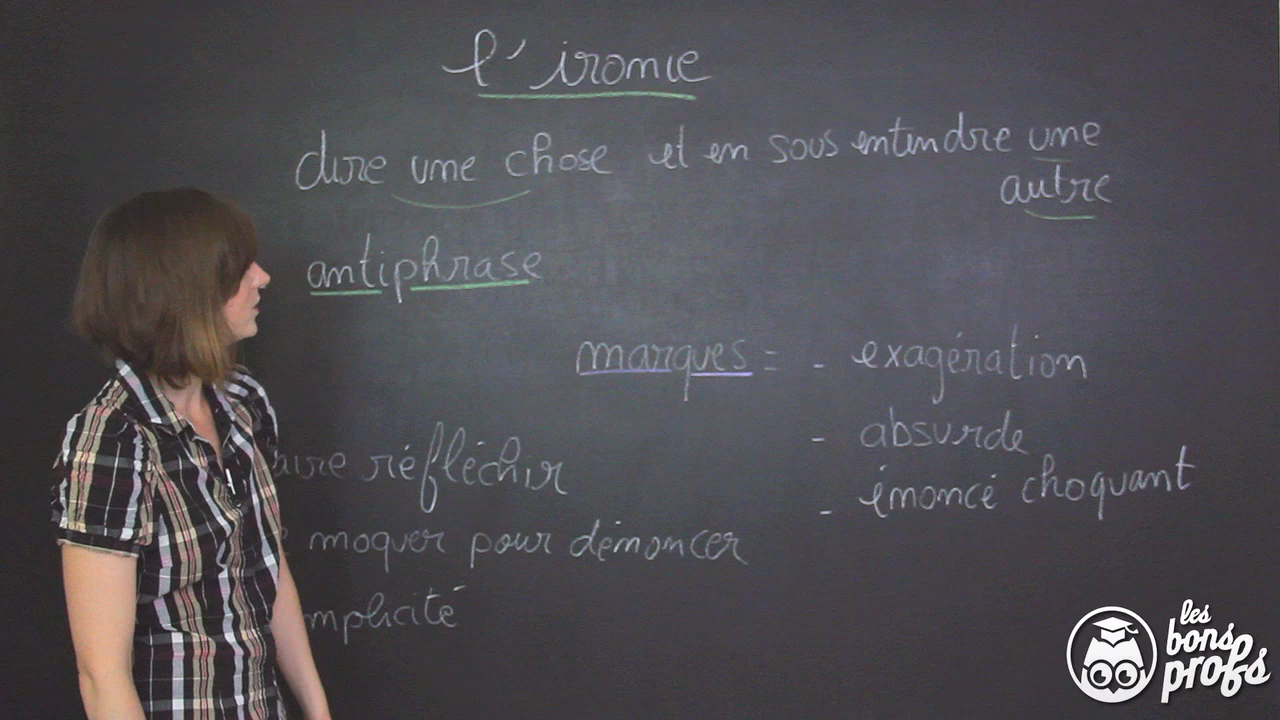 l'ironie
dire une chose et en sous entendre une
autre
antiphrase
marques = - exagération
- absurde
- énoncé choquant
aire réfléchir
moquer pour dénoncer
mplicité
les
bons
profs